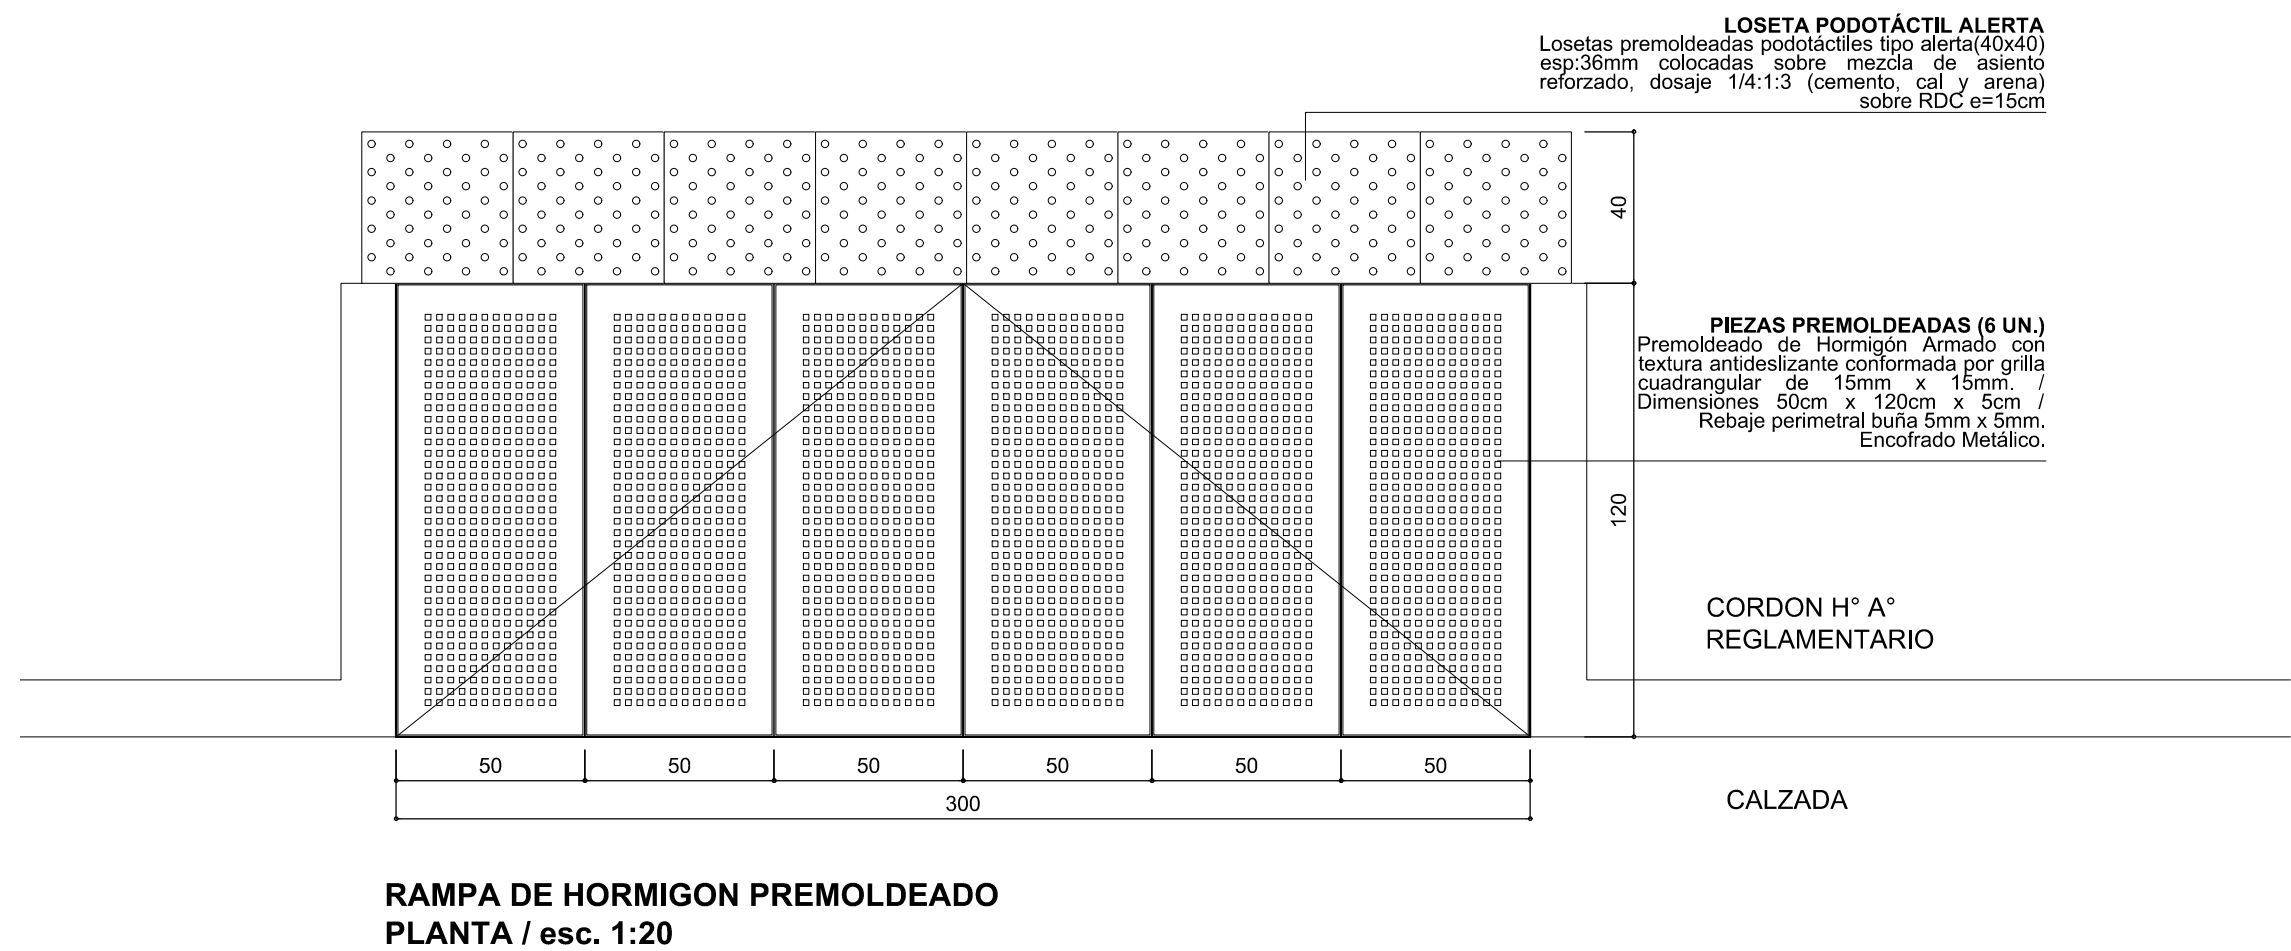 LOSETA PODOTÁCTIL ALERTA
Losetas premoldeadas podotáctiles tipo alerta(40x40)
esp:36mm colocadas sobre mezcla de asiento
reforzado, dosaje 1/4:1:3 (cemento, cal y arena)
sobre RDC e=15cm
40
PIEZAS PREMOLDEADAS (6 UN.)
Premoldeado de Hormigón Armado con
textura antideslizante conformada por grilla
cuadrangular de 15mm x 15mm. /
Dimensiones 50cm x 120cm x 5cm /
Rebaje perimetral buña 5mm x 5mm.
Encofrado Metálico.
120
CORDON H° A°
REGLAMENTARIO
50 50 50 50 50 50
300
CALZADA
RAMPA DE HORMIGON PREMOLDEADO
PLANTA / esc. 1:20